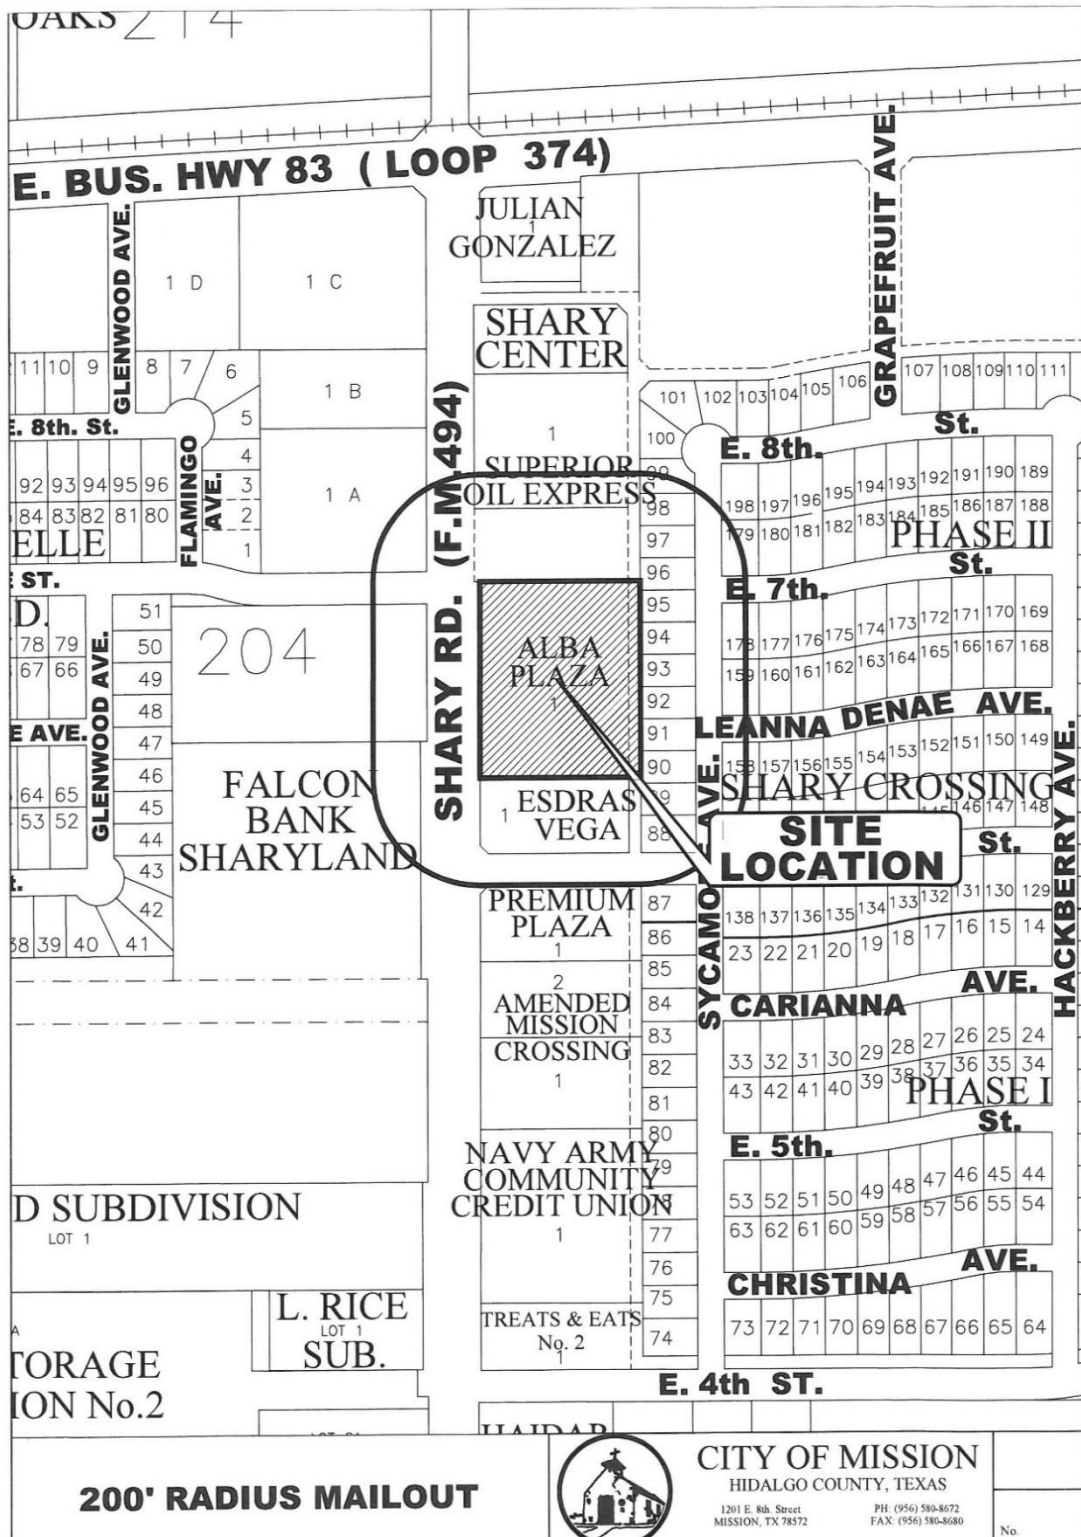 OAKS 214
E. BUS. HWY 83 ( LOOP 374)
GRAPEFRUIT AVE.
GLENWOOD AVE.
JULIAN
1
GONZALEZ
1 D
1 C
SHARY
CENTER
11 10 9
8 7 6
5
4
3
2
1
1 B
1 A
SHARY RD. (F.M.494)
1
SUPERIOR
OIL EXPRESS
E. 8th. St.
FLAMINGO
AVE.
92 93 94 95 96
84 83 82 81 80
ELLE
101 102 103 104 105 106
107 108 109 110 111
100
99
98
97
96
95
94
93
92
91
90
89
88
E. 8th. St.
198 197 196 195 194 193 192 191 190 189
179 180 181 182 183 184 185 186 187 188
PHASE II
E. 7th. St.
178 177 176 175 174 173 172 171 170 169
159 160 161 162 163 164 165 166 167 168
LEANNA DENAE AVE.
158 157 156 155 154 153 152 151 150 149
SHARY CROSSING
145 146 147 148
St.
HACKBERRY AVE.
ST.
D.
78 79
67 66
GLENWOOD AVE.
E AVE.
64 65
53 52
51
50
49
48
47
46
45
44
43
42
41
38 39 40
204
FALCON
BANK
SHARYLAND
ALBA
PLAZA
1
ESDRAS
VEGA
1
SITE
LOCATION
PREMIUM
PLAZA
1
2
AMENDED
MISSION
CROSSING
1
87
86
85
84
83
82
81
80
79
78
77
76
75
74
138 137 136 135 134 133 132 131 130 129
23 22 21 20 19 18 17 16 15 14
CARIANNA AVE.
33 32 31 30 29 28 27 26 25 24
43 42 41 40 39 38 37 36 35 34
PHASE I
E. 5th. St.
53 52 51 50 49 48 47 46 45 44
63 62 61 60 59 58 57 56 55 54
CHRISTINA AVE.
73 72 71 70 69 68 67 66 65 64
NAVY ARMY
COMMUNITY
CREDIT UNION
1
D SUBDIVISION
LOT 1
L. RICE
LOT 1
SUB.
TORAGE
ION No.2
TREATS & EATS
No. 2
1
E. 4th ST.
200' RADIUS MAILOUT
CITY OF MISSION
HIDALGO COUNTY, TEXAS
1201 E. 8th. Street
MISSION, TX 78572
PH: (956) 580-8672
FAX: (956) 580-8680
No.